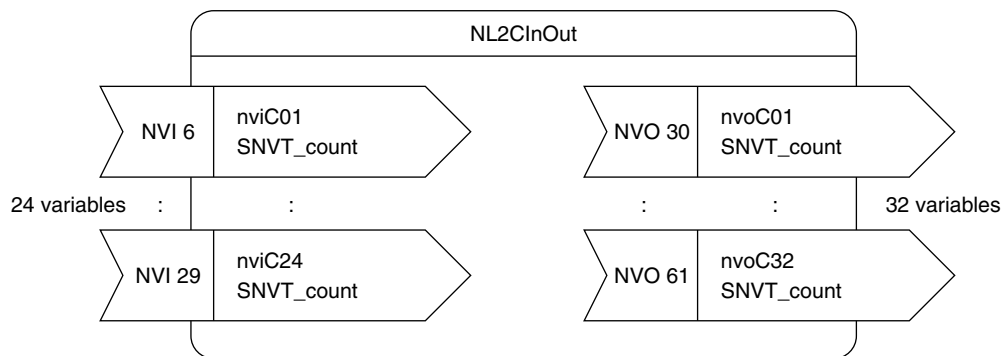 NL2CInOut
NVI 6
nviC01
SNVT_count
NVO 30
nvoC01
SNVT_count
24 variables : : : : 32 variables
NVI 29
nviC24
SNVT_count
NVO 61
nvoC32
SNVT_count